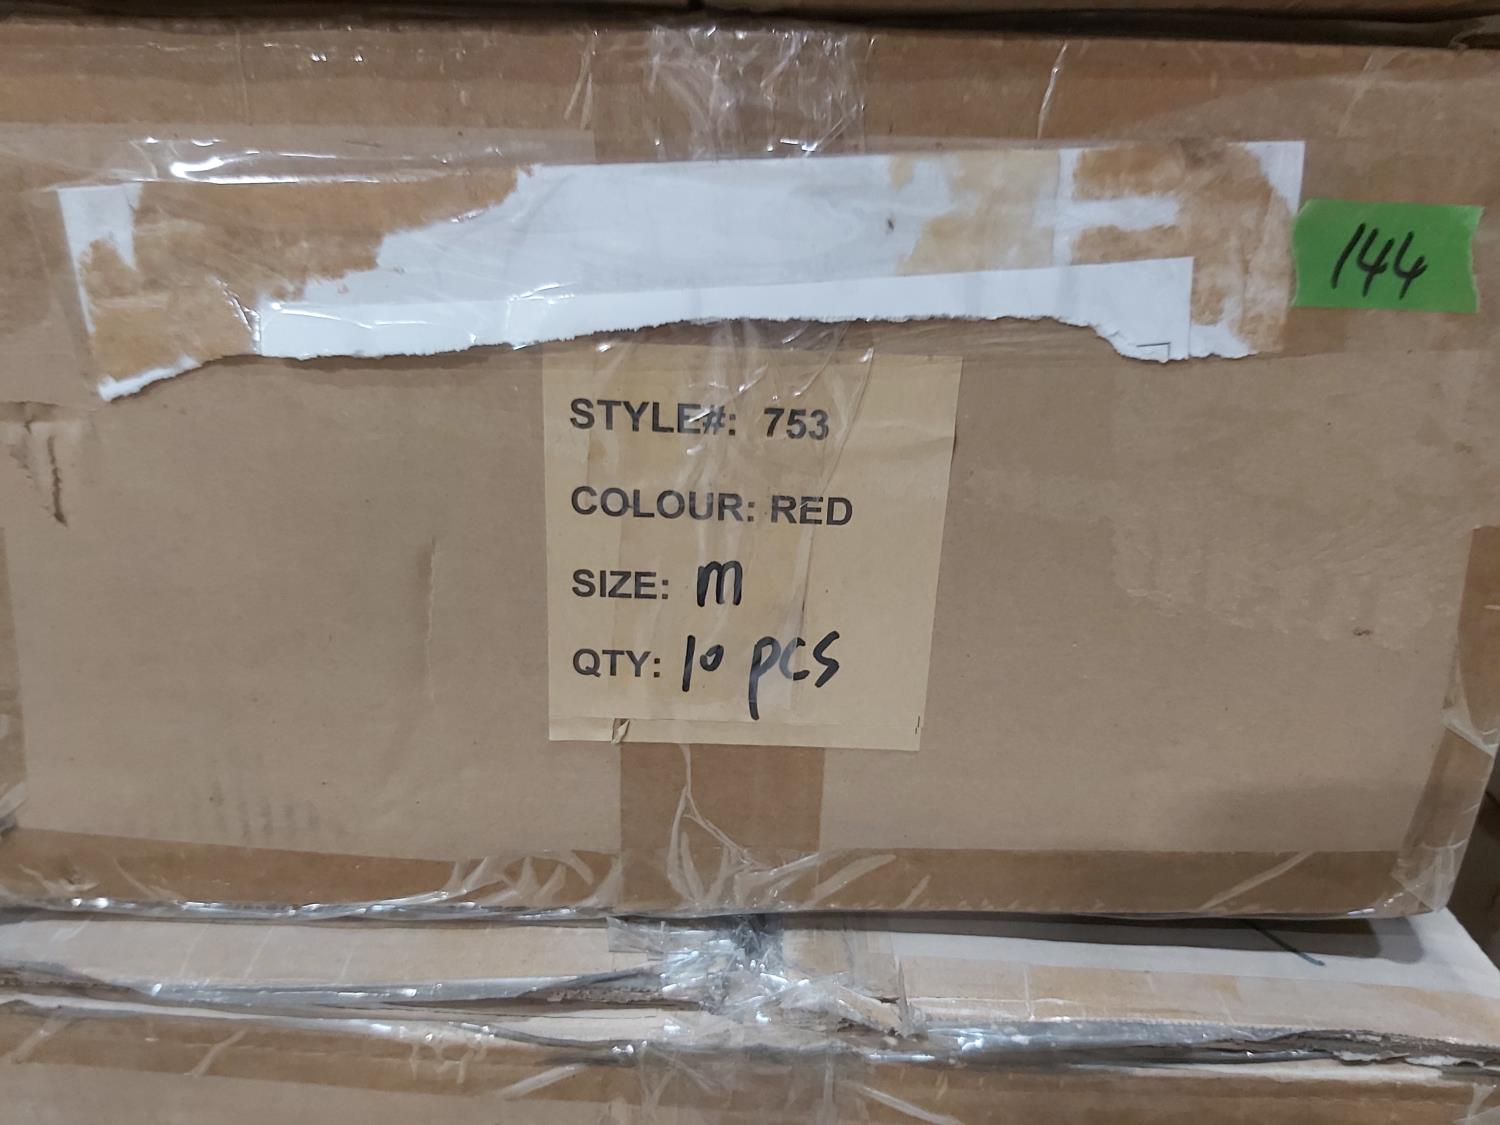 144
STYLE#: 753
COLOUR: RED
SIZE: m
QTY: 10 pcs